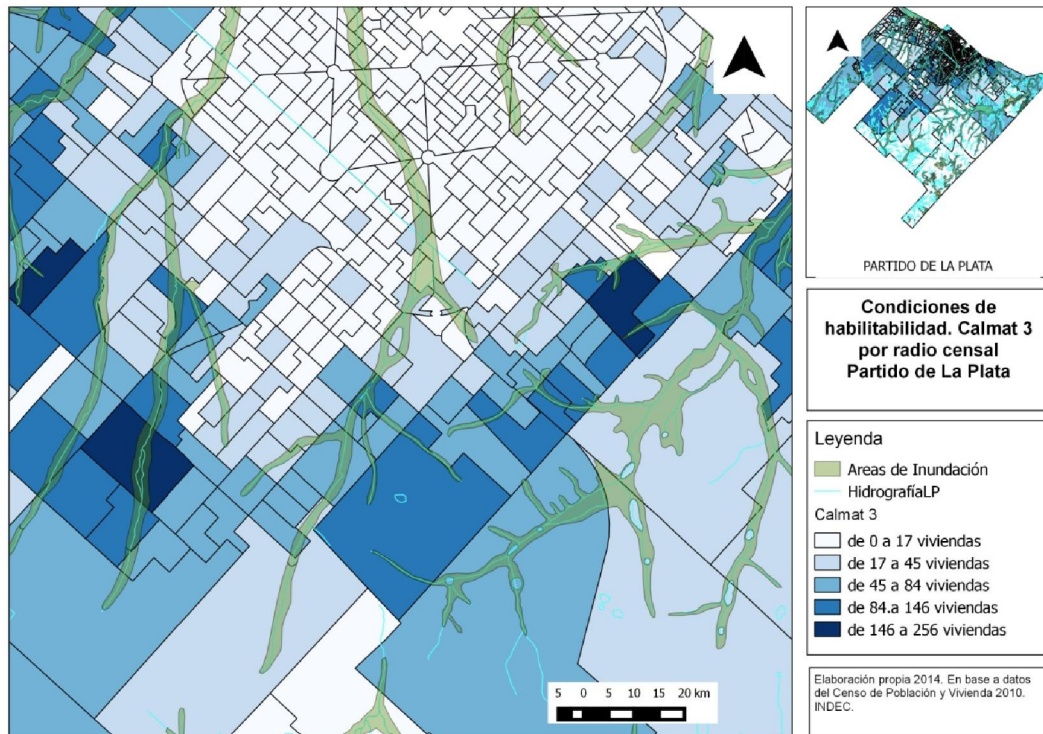 PARTIDO DE LA PLATA
Condiciones de
habilitabilidad. Calmat 3
por radio censal
Partido de La Plata
Leyenda
Areas de Inundación
HidrografíaLP
Calmat 3
de 0 a 17 viviendas
de 17 a 45 viviendas
de 45 a 84 viviendas
de 84.a 146 viviendas
de 146 a 256 viviendas
5 0 5 10 15 20 km
Elaboración propia 2014. En base a datos
del Censo de Población y Vivienda 2010.
INDEC.